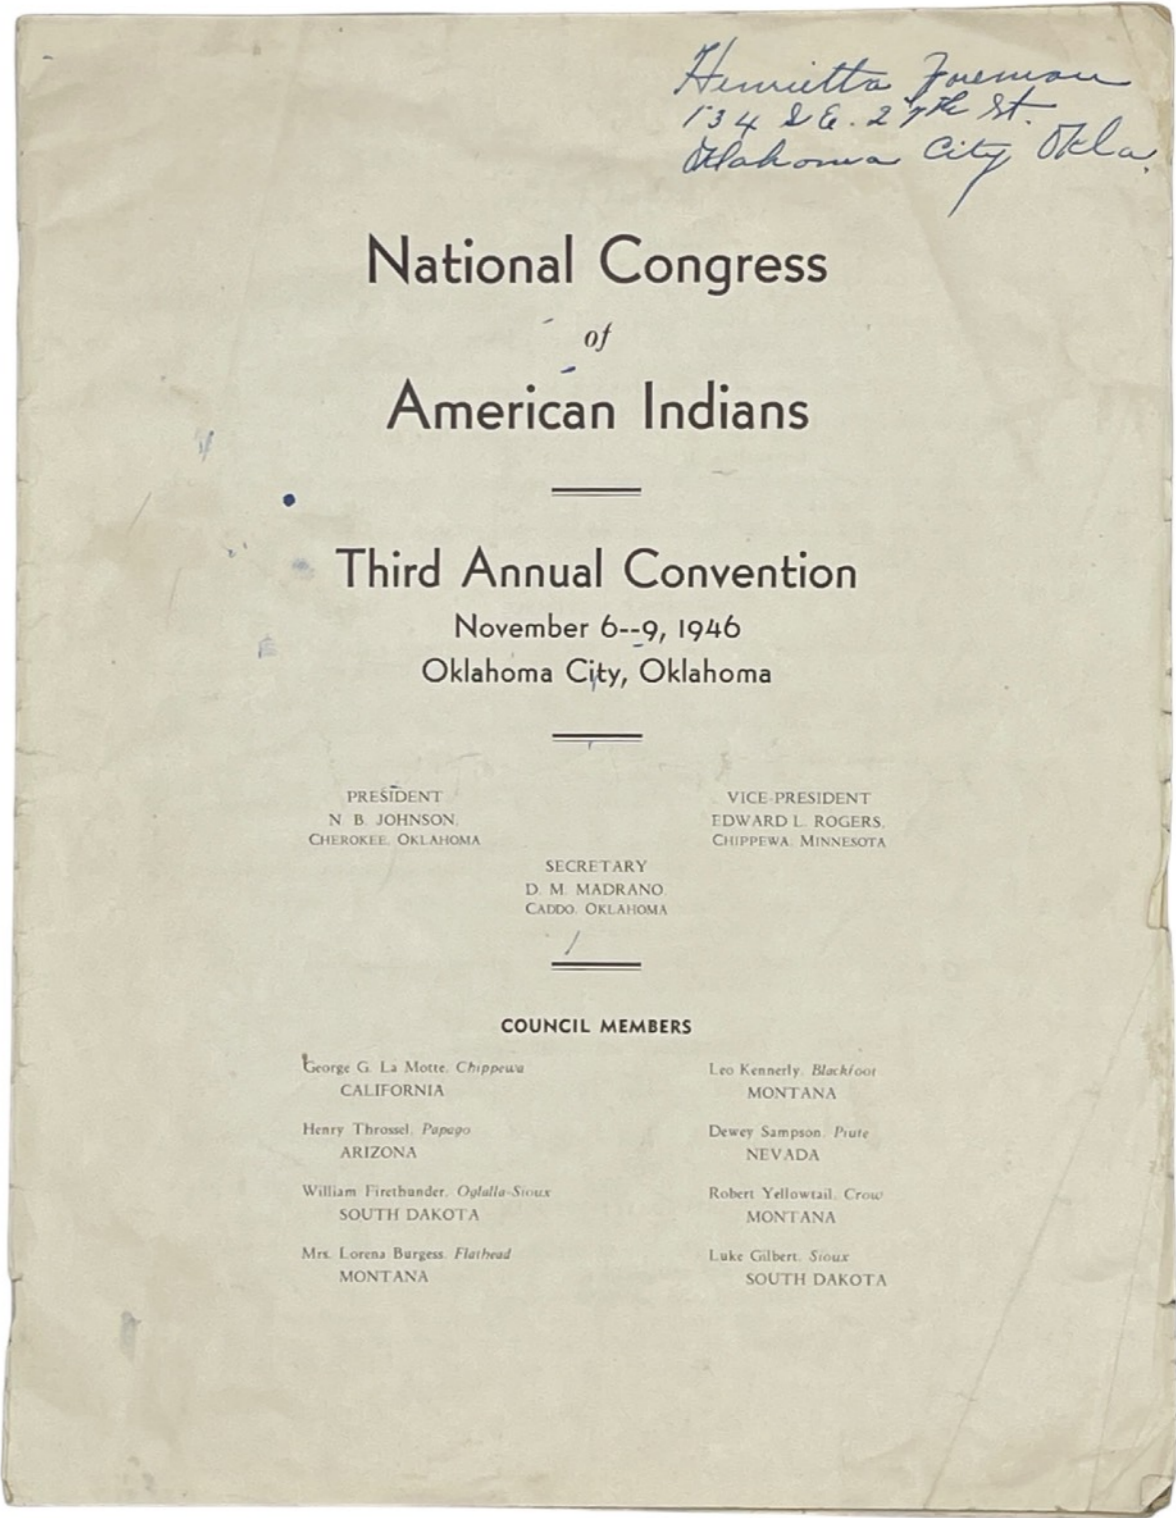 Henrietta Foreman
134 S E. 27th St.
Oklahoma City Okla.
National Congress
of
American Indians
Third Annual Convention
November 6--9, 1946
Oklahoma City, Oklahoma
PRESIDENT
N. B. JOHNSON,
CHEROKEE, OKLAHOMA
VICE-PRESIDENT
EDWARD L. ROGERS,
CHIPPEWA, MINNESOTA
SECRETARY
D. M. MADRANO,
CADDO, OKLAHOMA
COUNCIL MEMBERS
George G. La Motte, Chippewa
CALIFORNIA
Henry Throssel, Papago
ARIZONA
William Firethunder, Oglalla-Sioux
SOUTH DAKOTA
Mrs. Lorena Burgess, Flathead
MONTANA
Leo Kennerly, Blackfoot
MONTANA
Dewey Sampson, Piute
NEVADA
Robert Yellowtail, Crow
MONTANA
Luke Gilbert, Sioux
SOUTH DAKOTA